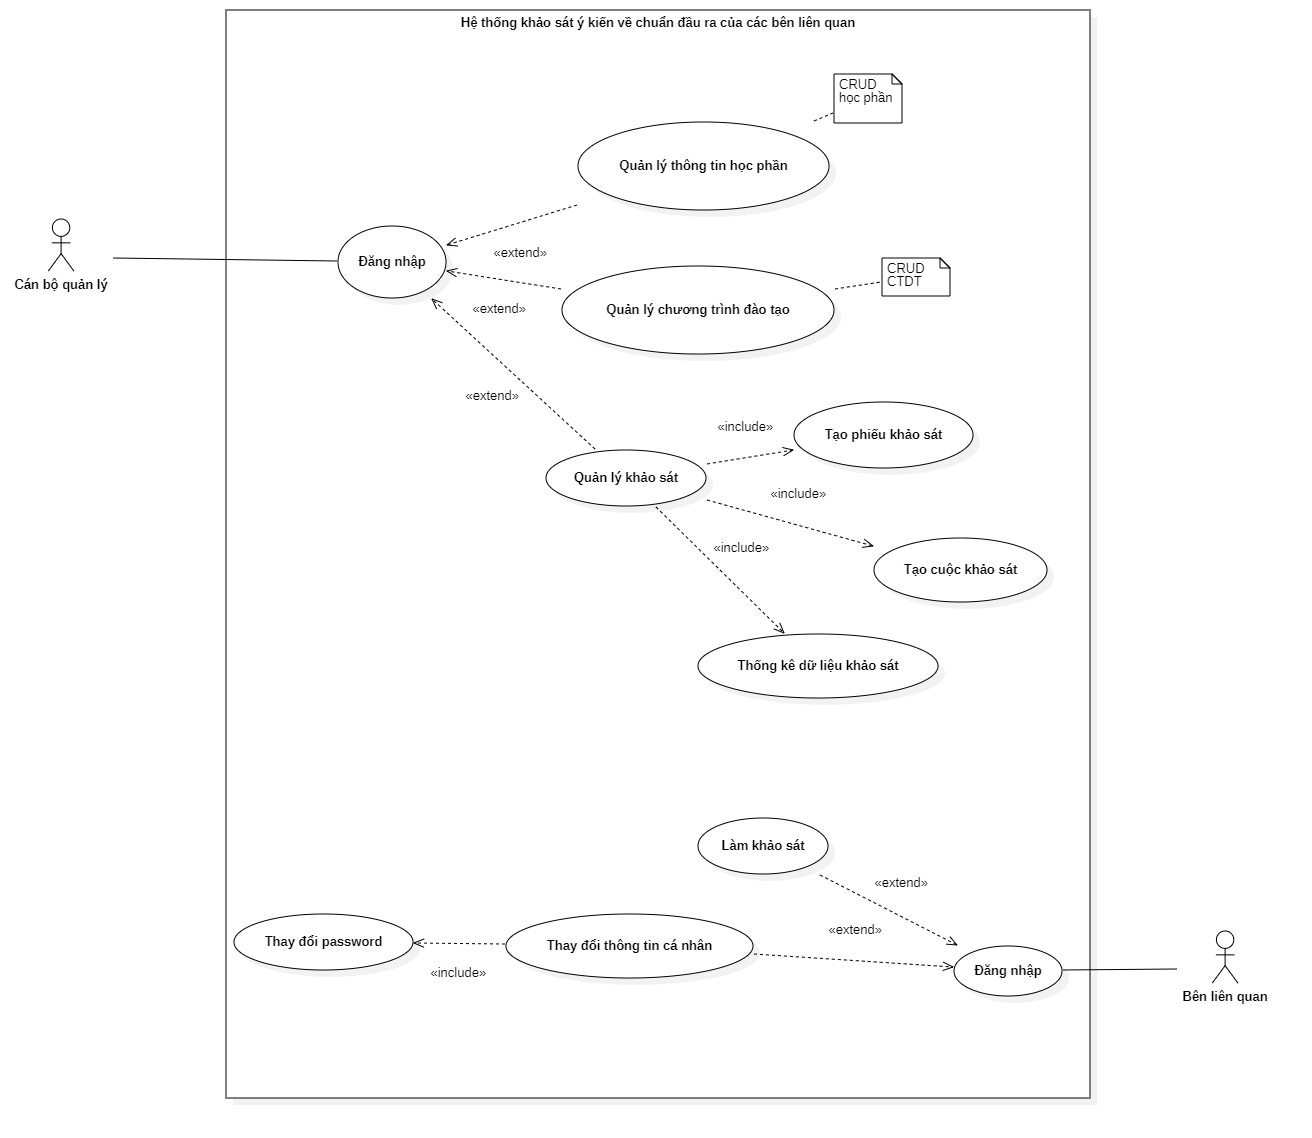 Hệ thống khảo sát ý kiến về chuẩn đầu ra của các bên liên quan
CRUD
học phần
Quản lý thông tin học phần
Đăng nhập
«extend»
CRUD
CTDT
Cán bộ quản lý
«extend»
Quản lý chương trình đào tạo
«extend»
«include»
Tạo phiếu khảo sát
Quản lý khảo sát
«include»
«include»
Tạo cuộc khảo sát
Thống kê dữ liệu khảo sát
Làm khảo sát
«extend»
«extend»
Thay đổi password
Thay đổi thông tin cá nhân
«include»
Đăng nhập
Bên liên quan